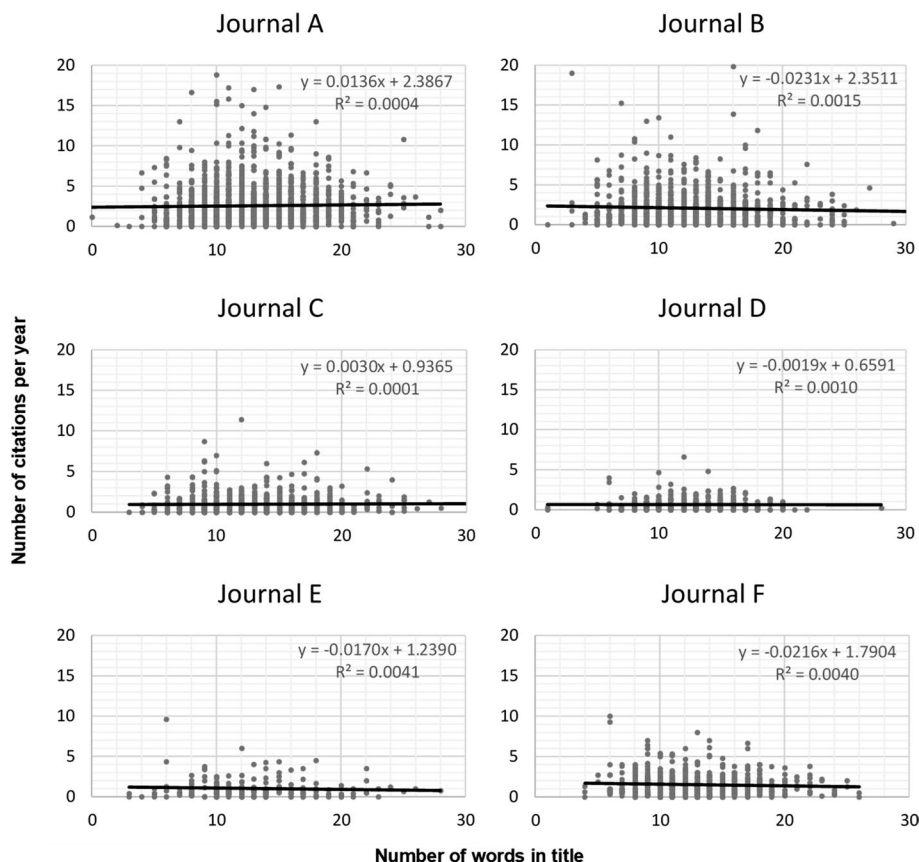 Journal A
20
15
10
5
0
0
10
20
30
y = 0.0136x + 2.3867
R² = 0.0004
Journal B
20
15
10
5
0
0
10
20
30
y = -0.0231x + 2.3511
R² = 0.0015
Journal C
20
15
10
5
0
0
10
20
30
y = 0.0030x + 0.9365
R² = 0.0001
Journal D
20
15
10
5
0
0
10
20
30
y = -0.0019x + 0.6591
R² = 0.0010
Journal E
20
15
10
5
0
0
10
20
30
y = -0.0170x + 1.2390
R² = 0.0041
Journal F
20
15
10
5
0
0
10
20
30
y = -0.0216x + 1.7904
R² = 0.0040
Number of citations per year
Number of words in title